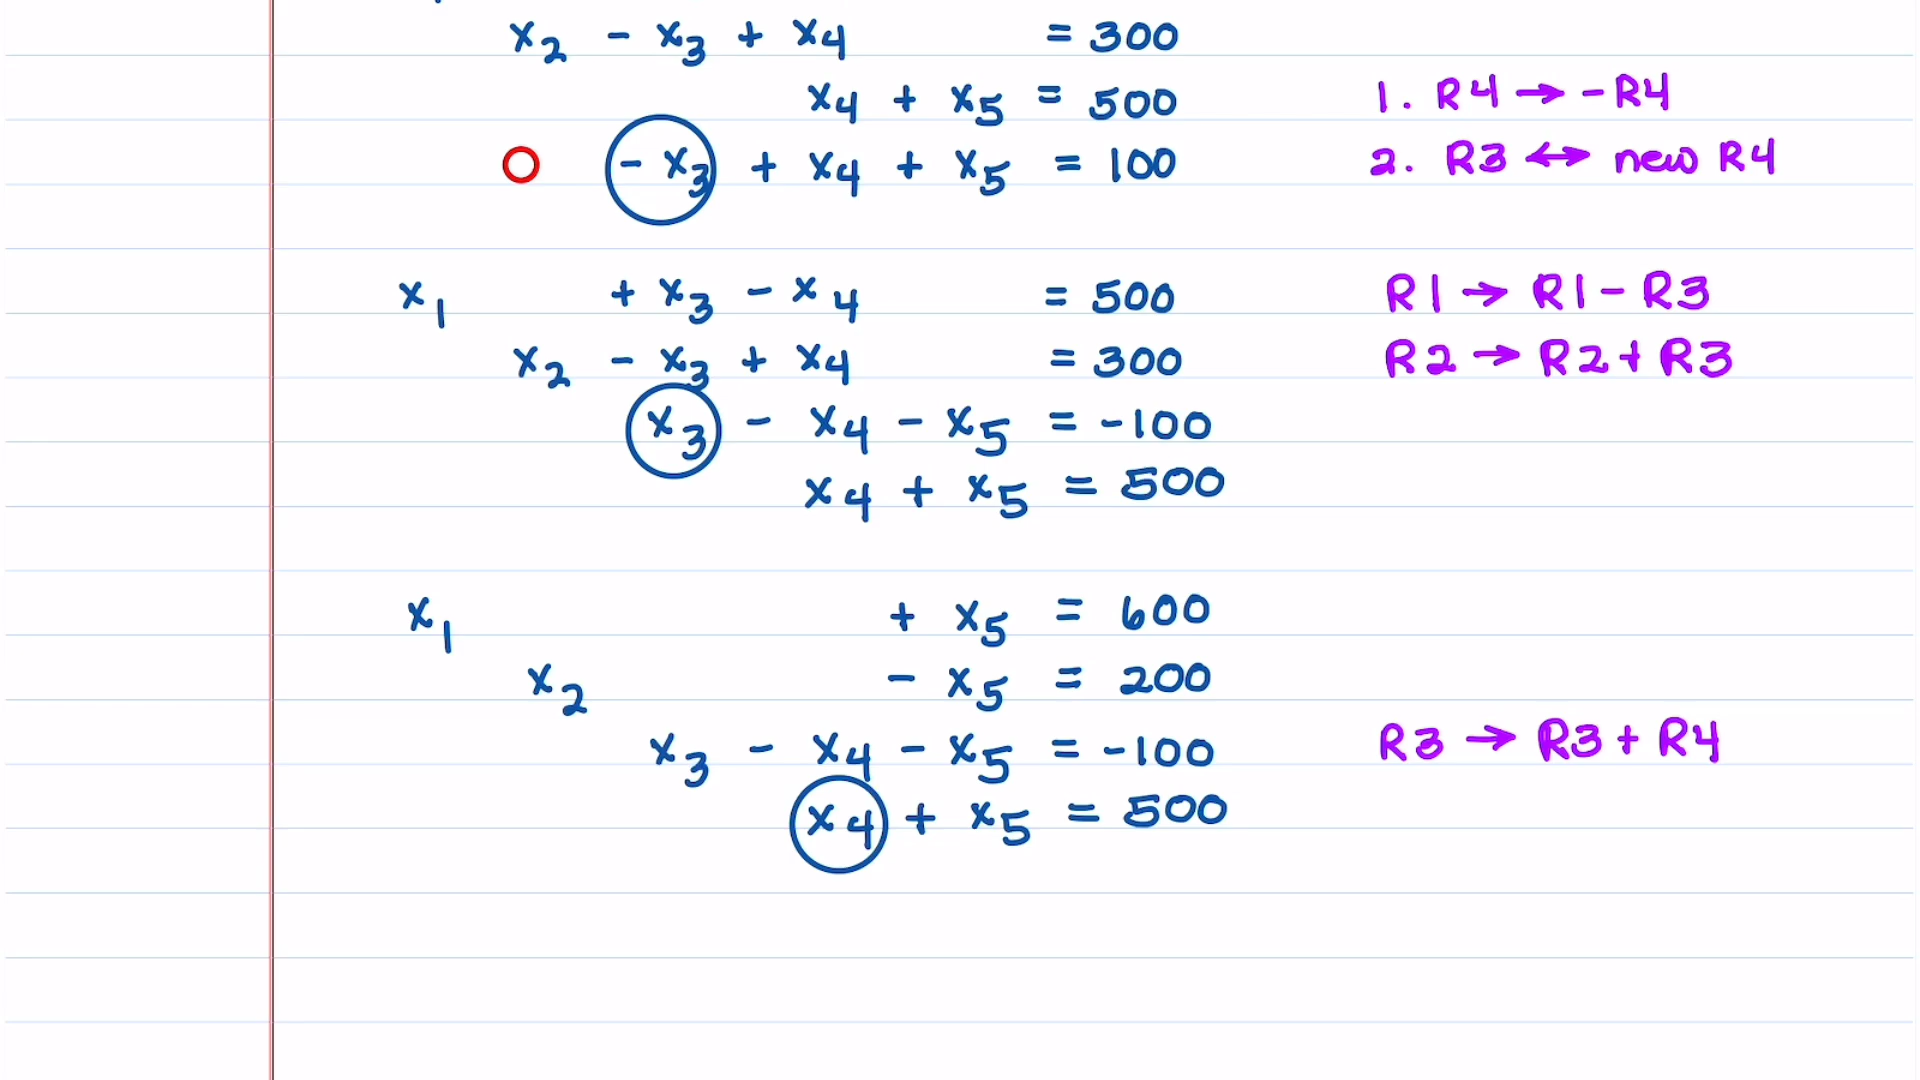 x₂ - x₃ + x₄ = 300
x₄ + x₅ = 500
1. R4 → -R4
0 - x₃ + x₄ + x₅ = 100
2. R3 ↔ new R4
x₁ + x₃ - x₄ = 500
R1 → R1 - R3
x₂ - x₃ + x₄ = 300
R2 → R2 + R3
x₃ - x₄ - x₅ = -100
x₄ + x₅ = 500
x₁ + x₅ = 600
x₂ - x₅ = 200
x₃ - x₄ - x₅ = -100
R3 → R3 + R4
x₄ + x₅ = 500